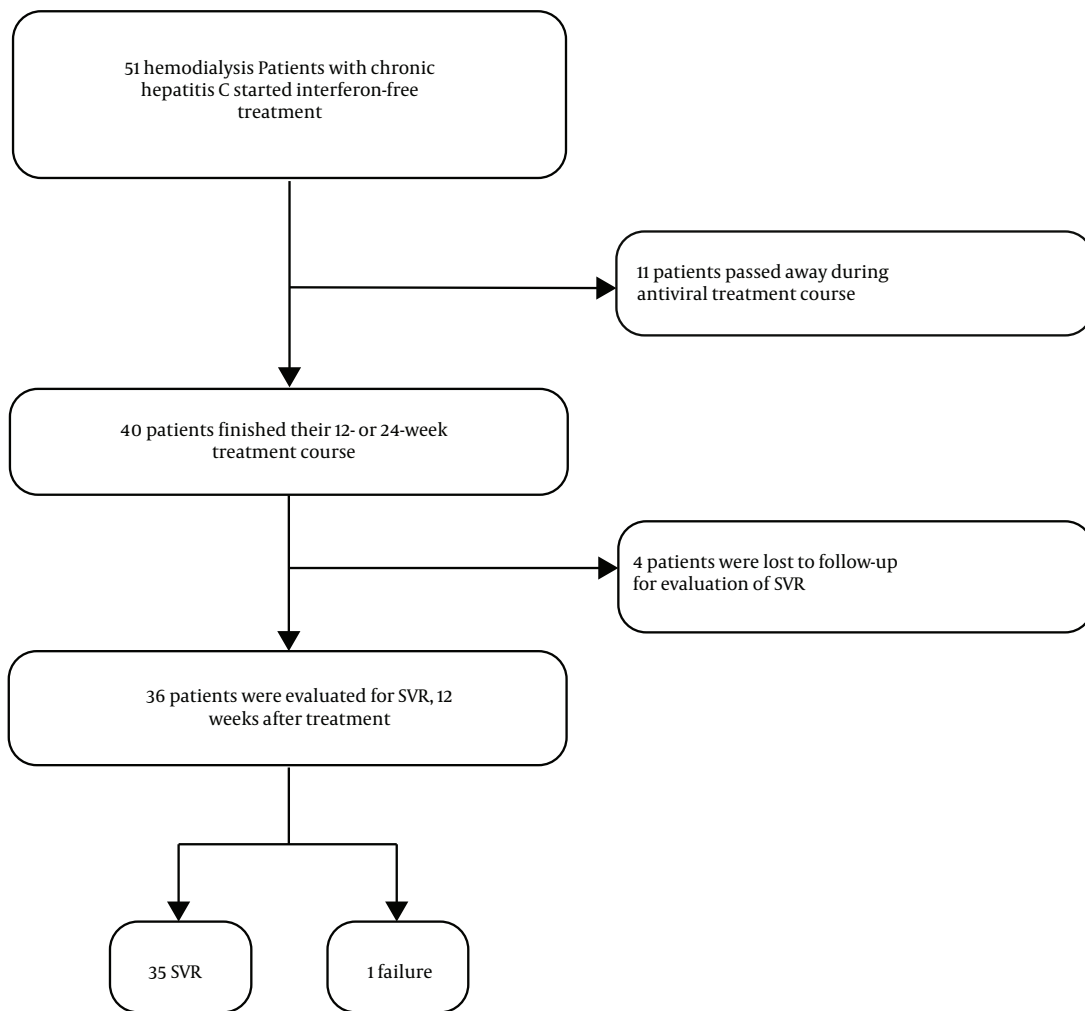 51 hemodialysis Patients with chronic
hepatitis C started interferon-free
treatment
11 patients passed away during
antiviral treatment course
40 patients finished their 12- or 24-week
treatment course
4 patients were lost to follow-up
for evaluation of SVR
36 patients were evaluated for SVR, 12
weeks after treatment
35 SVR
1 failure